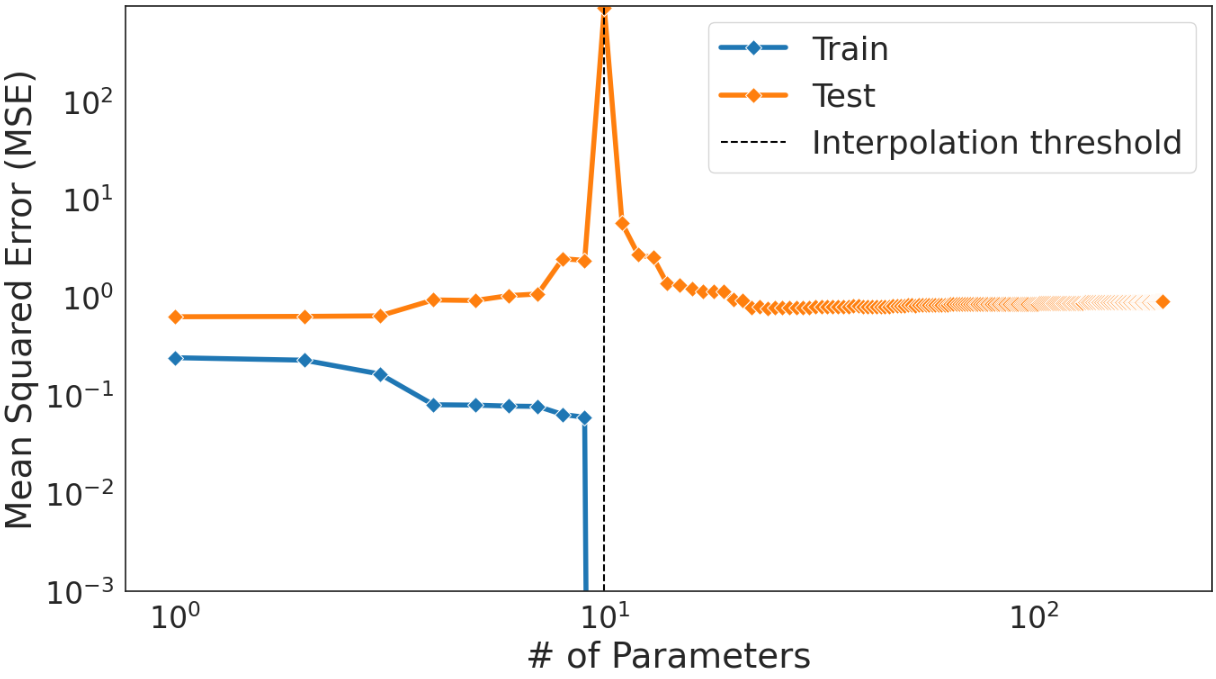 Mean Squared Error (MSE)
10²
10¹
10⁰
10⁻¹
10⁻²
10⁻³
Train
Test
Interpolation threshold
10⁰ 10¹ 10²
# of Parameters